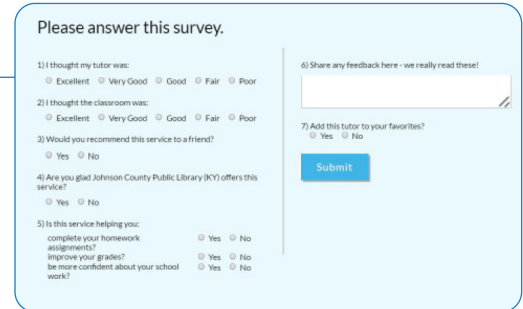 Please answer this survey.
1) I thought my tutor was:
Excellent Very Good Good Fair Poor
2) I thought the classroom was:
Excellent Very Good Good Fair Poor
3) Would you recommend this service to a friend?
Yes No
4) Are you glad Johnson County Public Library (KY) offers this
service?
Yes No
5) Is this service helping you:
complete your homework
assignments?
Yes No
improve your grades? Yes No
be more confident about your school
work?
Yes No
6) Share any feedback here - we really read these!
7) Add this tutor to your favorites?
Yes No
Submit